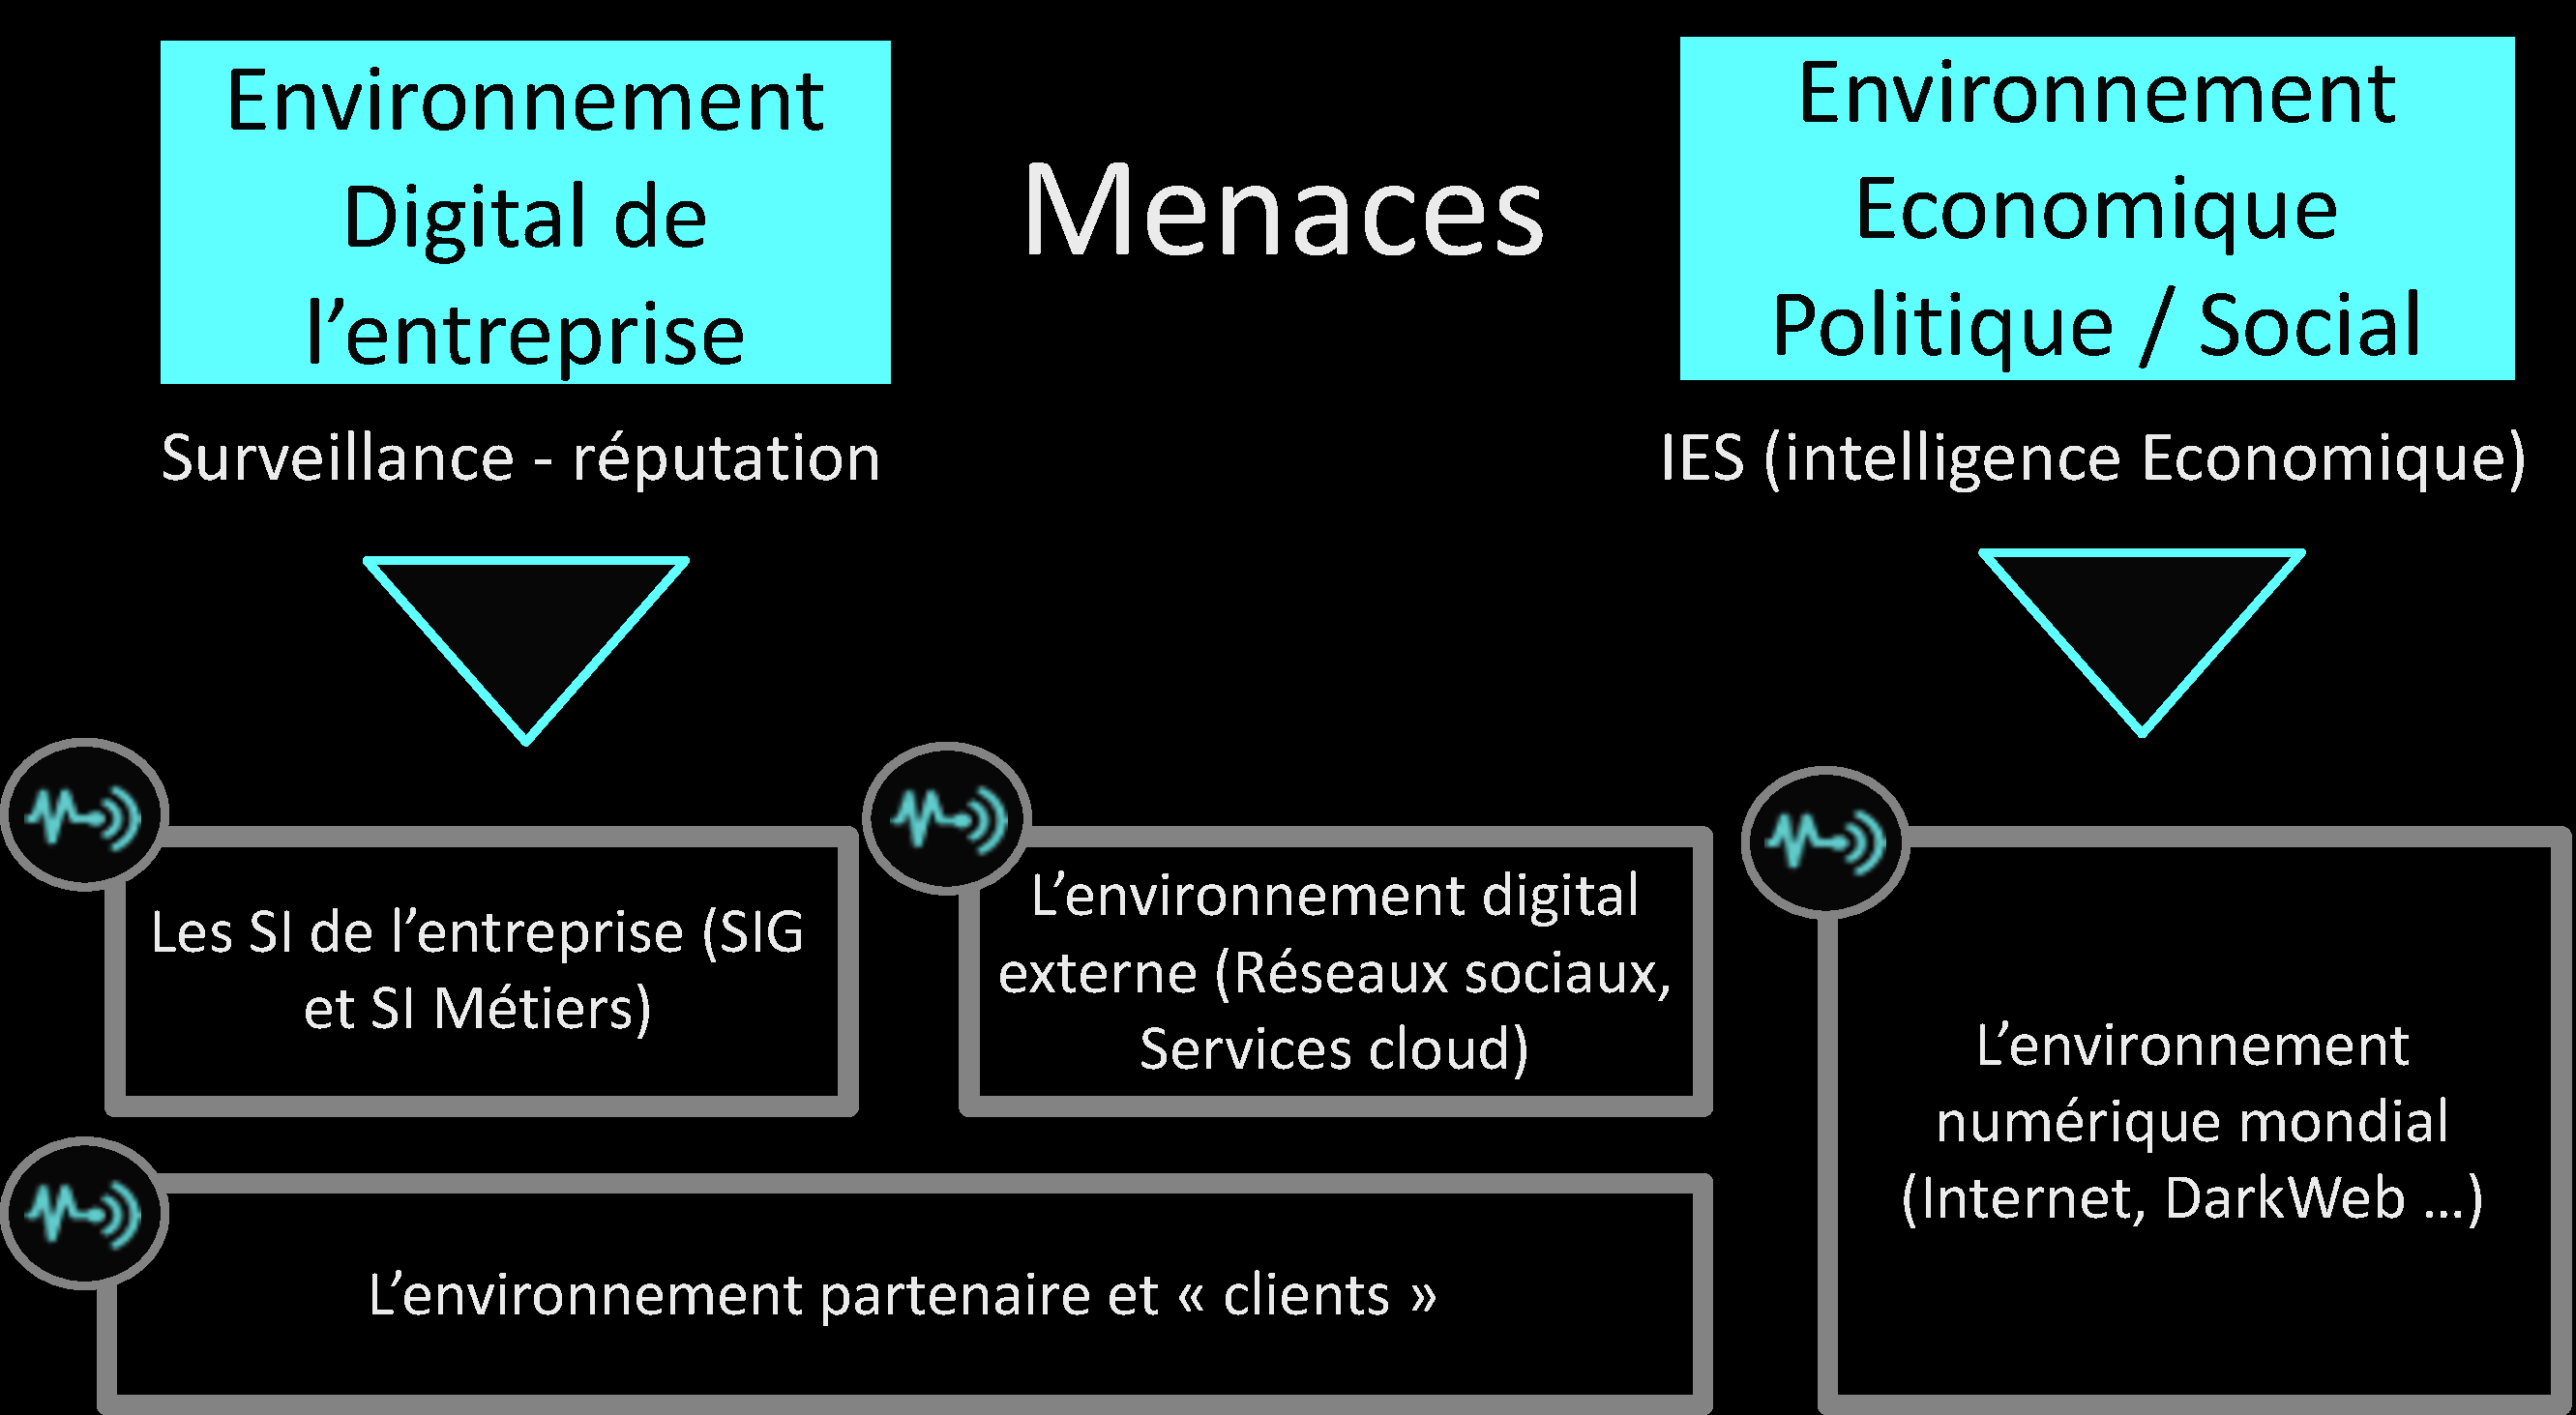 Environnement
Digital de
l’entreprise
Menaces
Environnement
Economique
Politique / Social
Surveillance - réputation
IES (intelligence Economique)
Les SI de l’entreprise (SIG
et SI Métiers)
L’environnement digital
externe (Réseaux sociaux,
Services cloud)
L’environnement
numérique mondial
(Internet, DarkWeb …)
L’environnement partenaire et « clients »